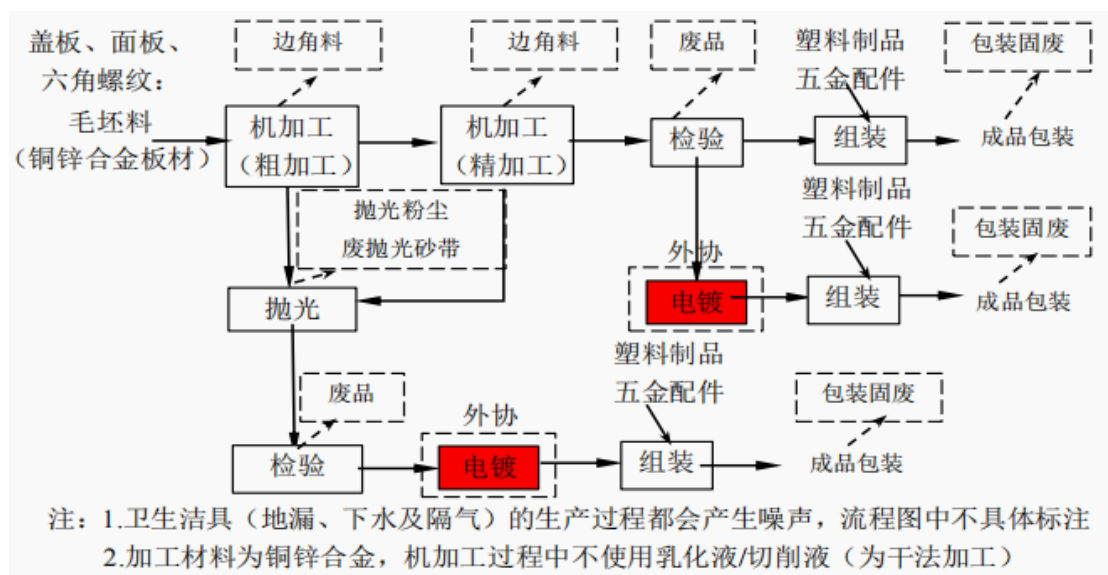 盖板、面板、
六角螺纹：
毛坯料
（铜锌合金板材）
边角料
机加工
（粗加工）
边角料
机加工
（精加工）
废品
检验
塑料制品
五金配件
组装
包装固废
成品包装
抛光粉尘
废抛光砂带
抛光
外协
电镀
塑料制品
五金配件
组装
包装固废
成品包装
废品
检验
外协
电镀
塑料制品
五金配件
组装
包装固废
成品包装
注：1.卫生洁具（地漏、下水及隔气）的生产过程都会产生噪声，流程图中不具体标注
2.加工材料为铜锌合金，机加工过程中不使用乳化液/切削液（为干法加工）